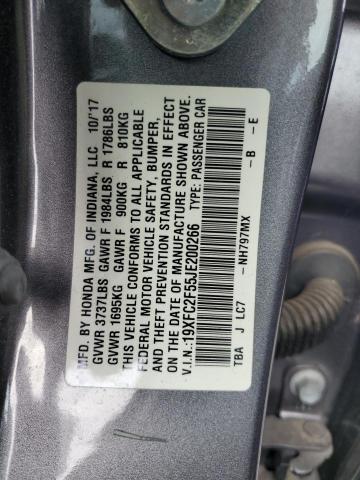 MFD. BY HONDA MFG. OF INDIANA, LLC 10/'17
GVWR 3737LBS GAWR F 1984LBS R 1786LBS
GVWR 1695KG GAWR F 900KG R 810KG
THIS VEHICLE CONFORMS TO ALL APPLICABLE
FEDERAL MOTOR VEHICLE SAFETY, BUMPER,
AND THEFT PREVENTION STANDARDS IN EFFECT
ON THE DATE OF MANUFACTURE SHOWN ABOVE.
V.I.N.:19XFC2F55JE200266 TYPE: PASSENGER CAR
NH797MX - B - E
TBA J LC7